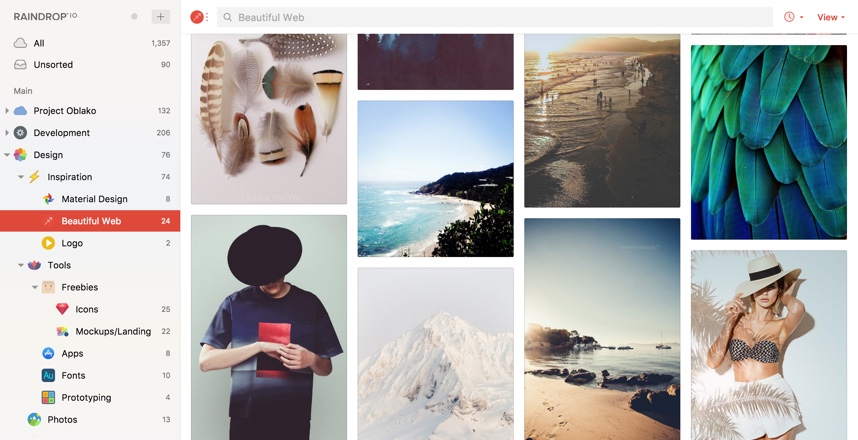 RAINDROP'IO
All 1,357
Unsorted 90
Main
Project Oblako 132
Development 206
Design 76
Inspiration 74
Material Design 8
Beautiful Web 24
Logo 2
Tools
Freebies
Icons 25
Mockups/Landing 22
Apps 8
Au Fonts 10
Prototyping 4
Photos 13
Beautiful Web
View